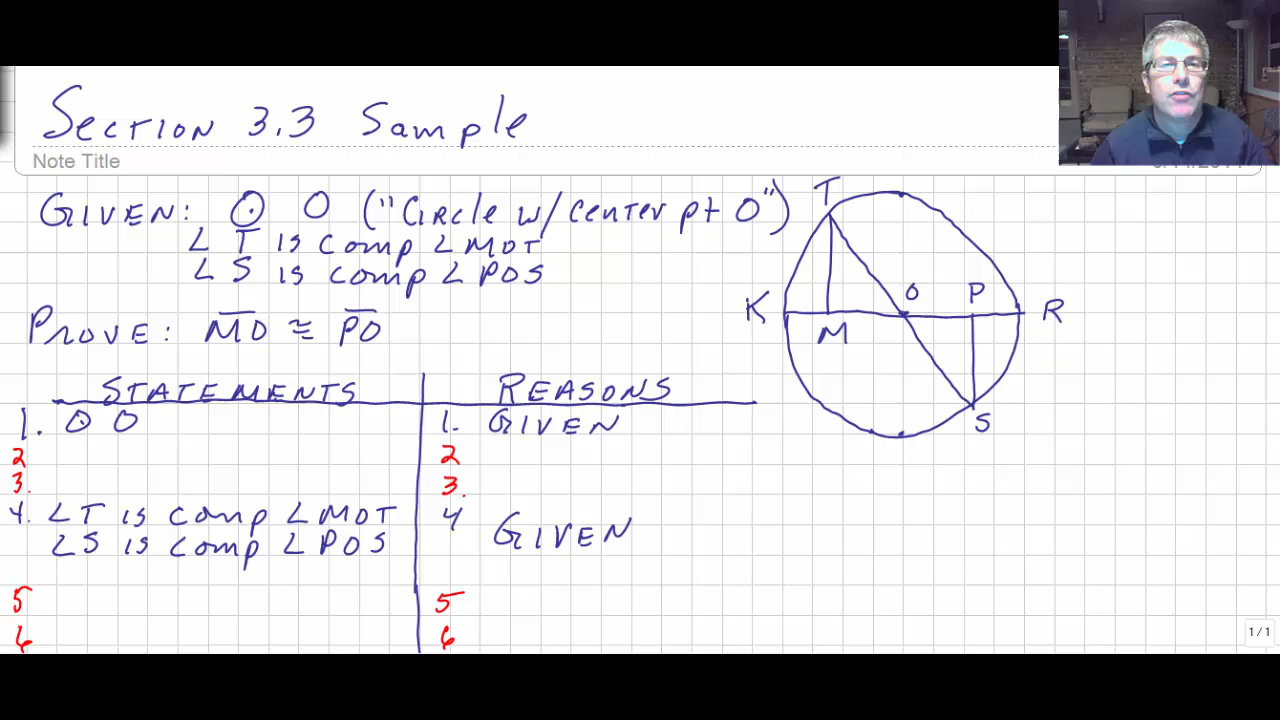 Section 3.3 Sample
Note Title
GIVEN: ⊙ O ("Circle w/ center pt O")
∠ T is comp ∠ MOT
∠ S is comp ∠ POS
PROVE: MO ≅ PO
STATEMENTS REASONS
1. ⊙ O 1. GIVEN
2 2
3. 3.
4. ∠ T is comp ∠ MOT 4 GIVEN
∠ S is comp ∠ POS
5 5
6 6
T
K M O P R
S
1 / 1